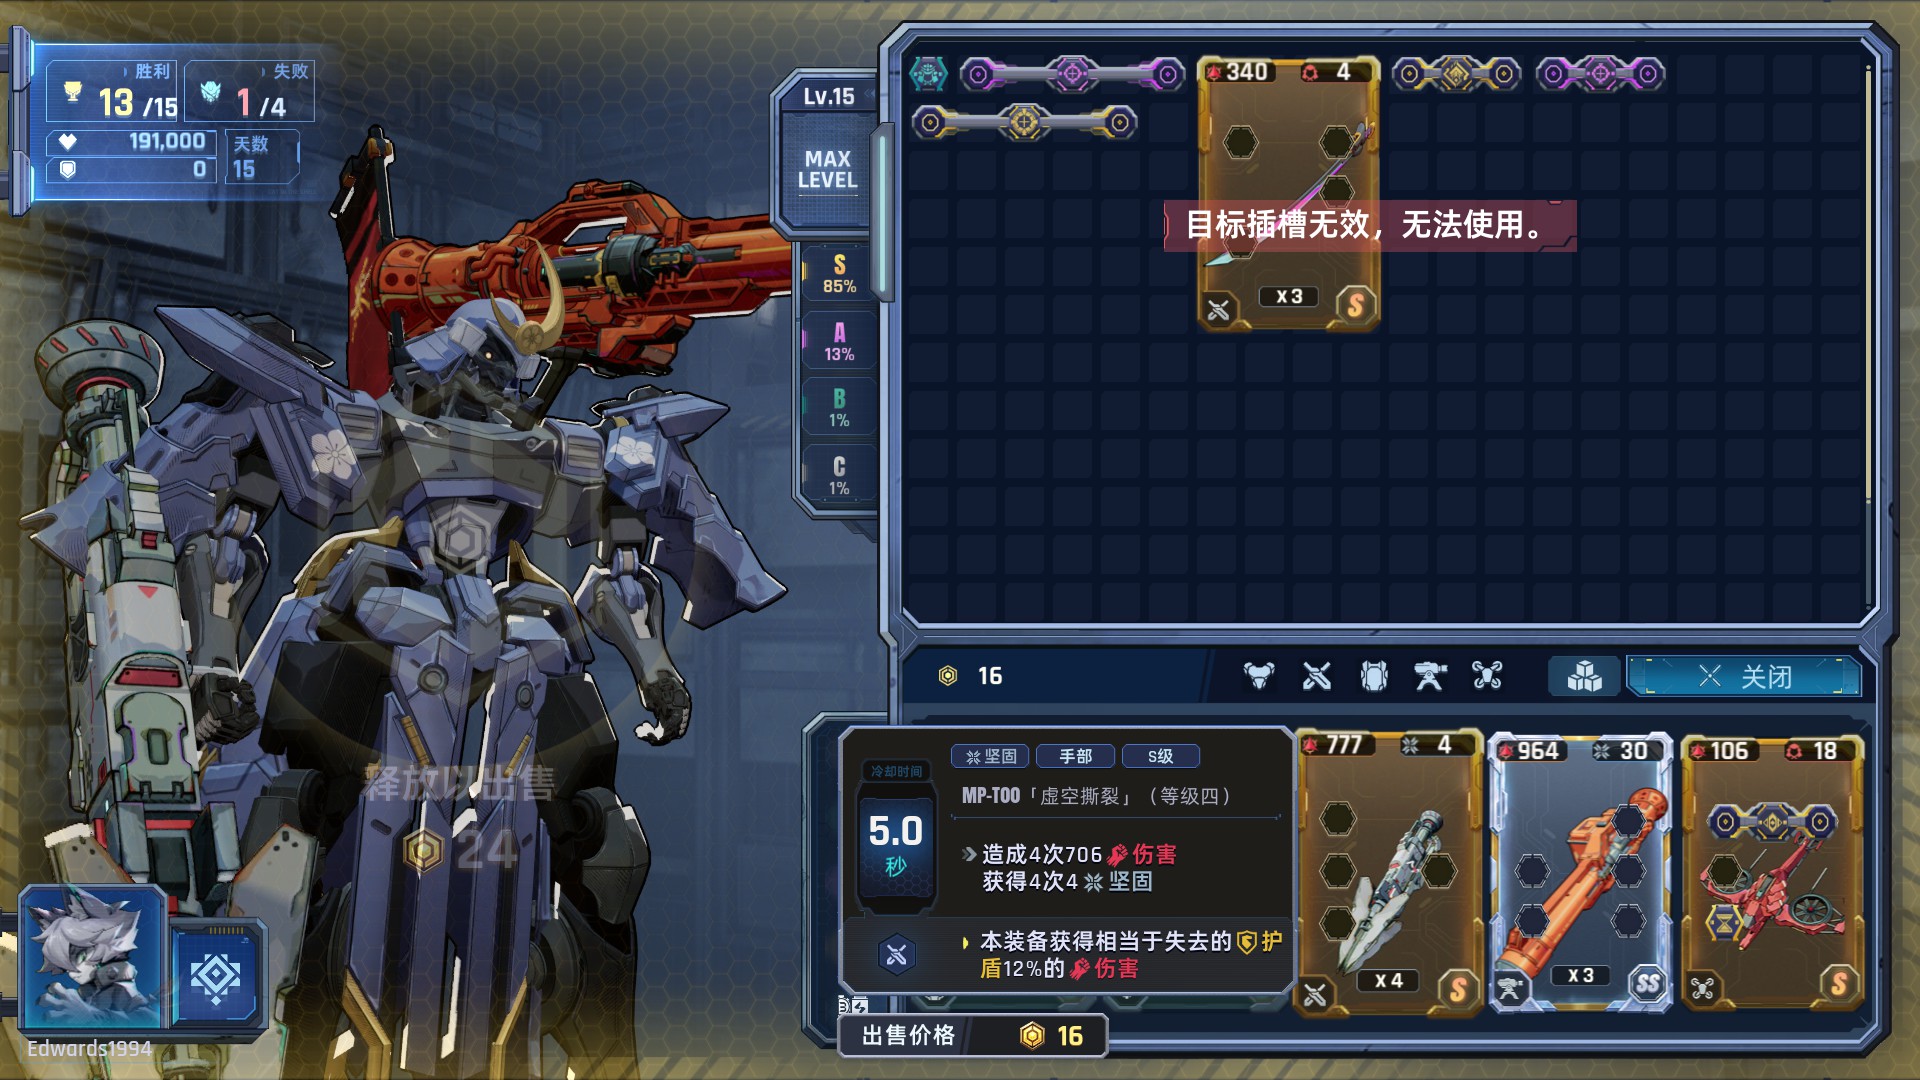 胜利
13 /15
失败
1 /4
191,000
0
天数
15
Lv.15
MAX
LEVEL
S
85%
A
13%
B
1%
C
1%
340
4
目标插槽无效，无法使用。
x 3
S
16
关闭
释放以出售
24
冷却时间
5.0
秒
坚固
手部
S级
MP-T00「虚空撕裂」（等级四）
造成4次706 伤害
获得4次4 坚固
本装备获得相当于失去的 护
盾12%的 伤害
出售价格
16
777
4
x 4
S
964
30
x 3
SS
106
18
S
Edwards1994